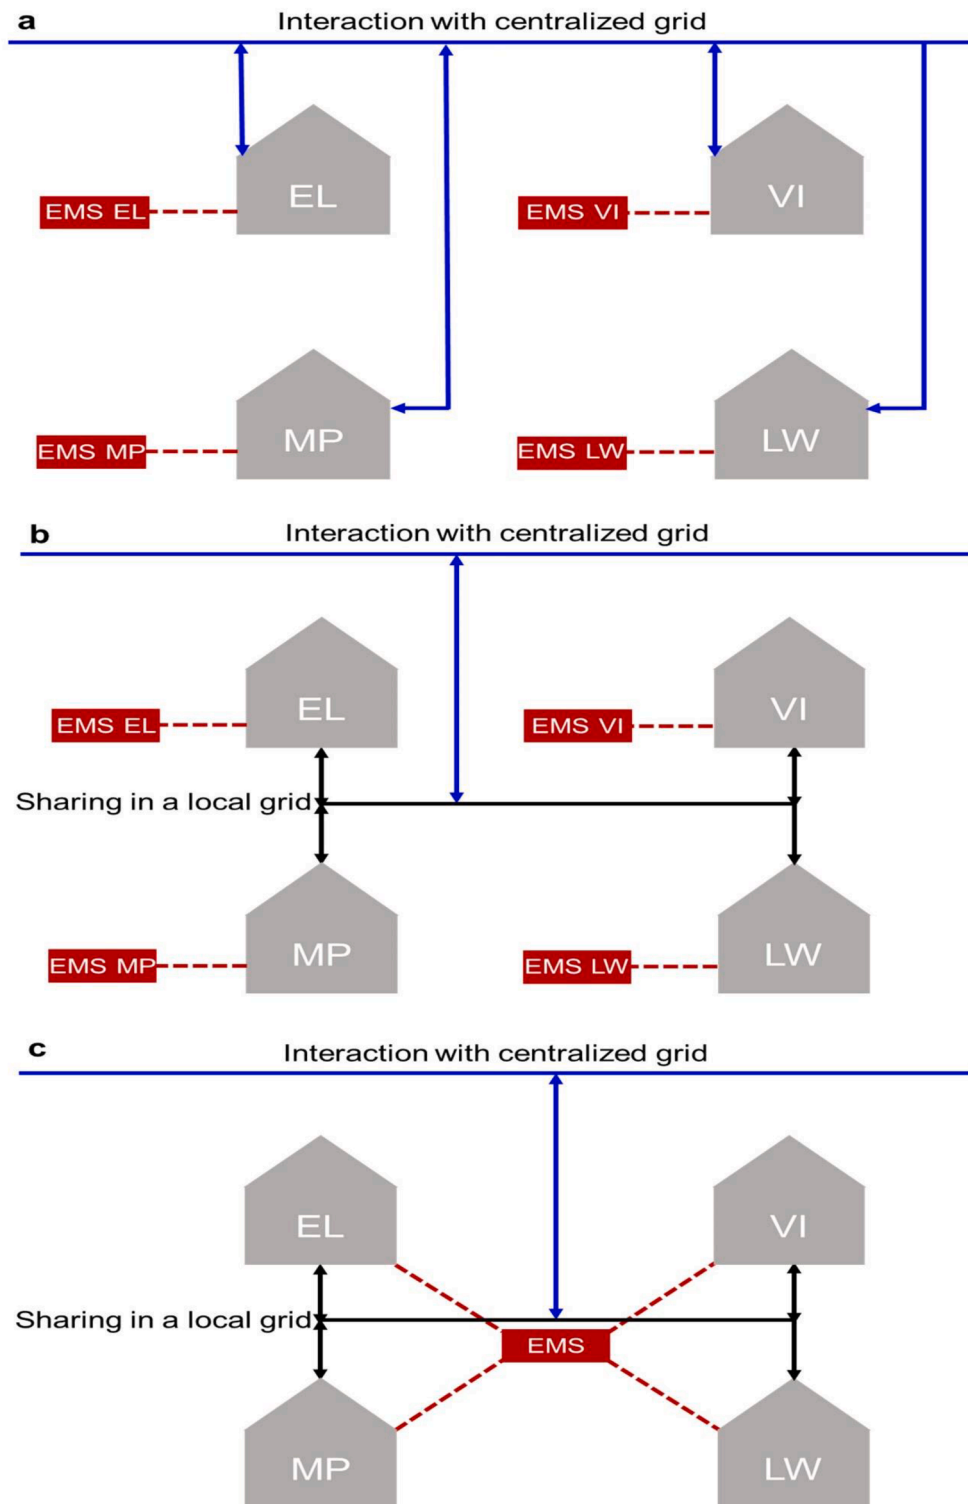 a
Interaction with centralized grid
EL
VI
EMS EL
EMS VI
MP
LW
EMS MP
EMS LW
b
Interaction with centralized grid
EL
VI
EMS EL
EMS VI
Sharing in a local grid
MP
LW
EMS MP
EMS LW
c
Interaction with centralized grid
EL
VI
Sharing in a local grid
EMS
MP
LW